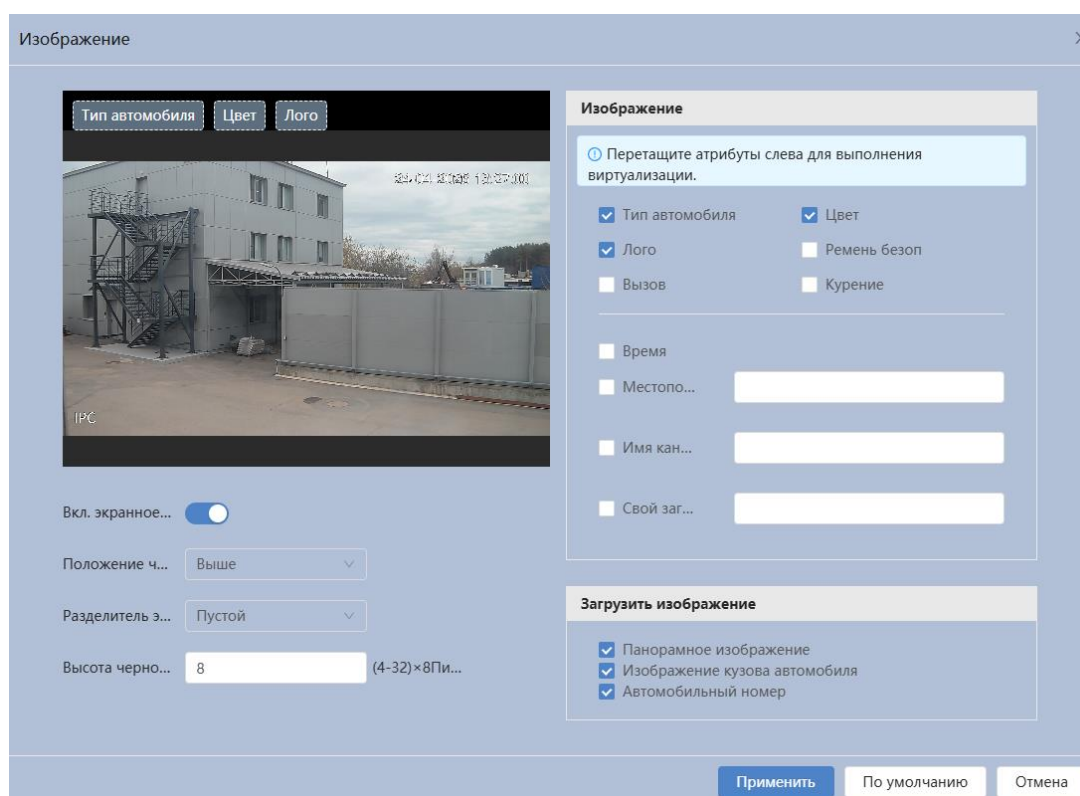 Изображение
Тип автомобиля Цвет Лого
IPC
Вкл. экранное...
Положение ч... Выше
Разделитель э... Пустой
Высота черно... 8 (4-32)×8Пи...
Изображение
Перетащите атрибуты слева для выполнения
виртуализации.
Тип автомобиля Цвет
Лого Ремень безоп
Вызов Курение
Время
Местопо...
Имя кан...
Свой заг...
Загрузить изображение
Панорамное изображение
Изображение кузова автомобиля
Автомобильный номер
Применить По умолчанию Отмена